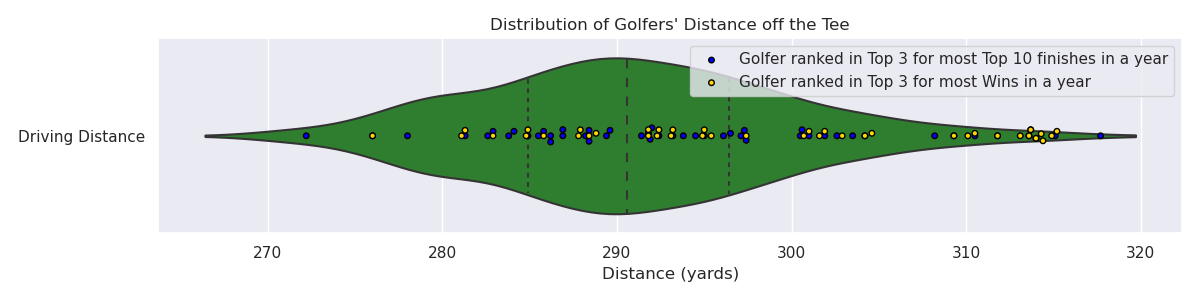 Distribution of Golfers' Distance off the Tee
Golfer ranked in Top 3 for most Top 10 finishes in a year
Golfer ranked in Top 3 for most Wins in a year
Driving Distance
270 280 290 300 310 320
Distance (yards)